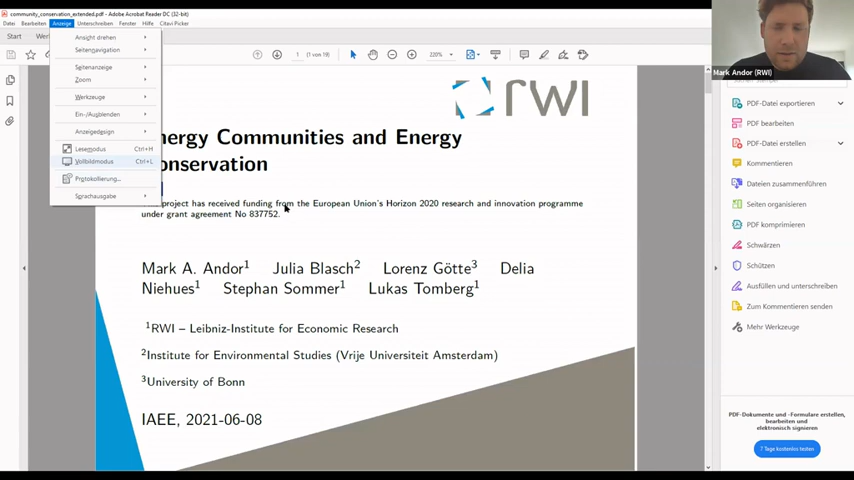 community_conservation_extended.pdf - Adobe Acrobat Reader DC (32-bit)
Datei Bearbeiten Anzeige Unterschreiben Fenster Hilfe Citavi Picker
Start
1 (1 von 19) 220%
Ansicht drehen
Seitennavigation
Seitenanzeige
Zoom
Werkzeuge
Ein-/Ausblenden
Anzeigedesign
Lesemodus Ctrl+H
Vollbildmodus Ctrl+L
Protokollierung...
Sprachausgabe
RWI
nergy Communities and Energy
onservation
project has received funding from the European Union's Horizon 2020 research and innovation programme
under grant agreement No 837752.
Mark A. Andor1 Julia Blasch2 Lorenz Götte3 Delia
Niehues1 Stephan Sommer1 Lukas Tomberg1
1RWI – Leibniz-Institute for Economic Research
2Institute for Environmental Studies (Vrije Universiteit Amsterdam)
3University of Bonn
IAEE, 2021-06-08
Mark Andor (RWI)
PDF-Datei exportieren
PDF bearbeiten
PDF-Datei erstellen
Kommentieren
Dateien zusammenführen
Seiten organisieren
PDF komprimieren
Schwärzen
Schützen
Ausfüllen und unterschreiben
Zum Kommentieren senden
Mehr Werkzeuge
PDF-Dokumente und -Formulare erstellen,
bearbeiten und
elektronisch signieren
7 Tage kostenlos testen